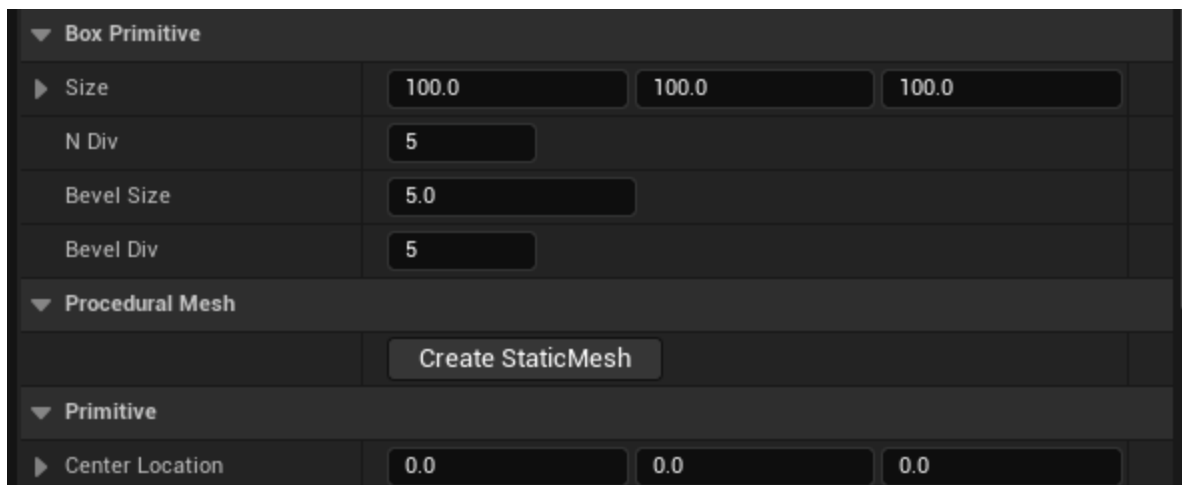 Box Primitive
Size 100.0 100.0 100.0
N Div 5
Bevel Size 5.0
Bevel Div 5
Procedural Mesh
Create StaticMesh
Primitive
Center Location 0.0 0.0 0.0